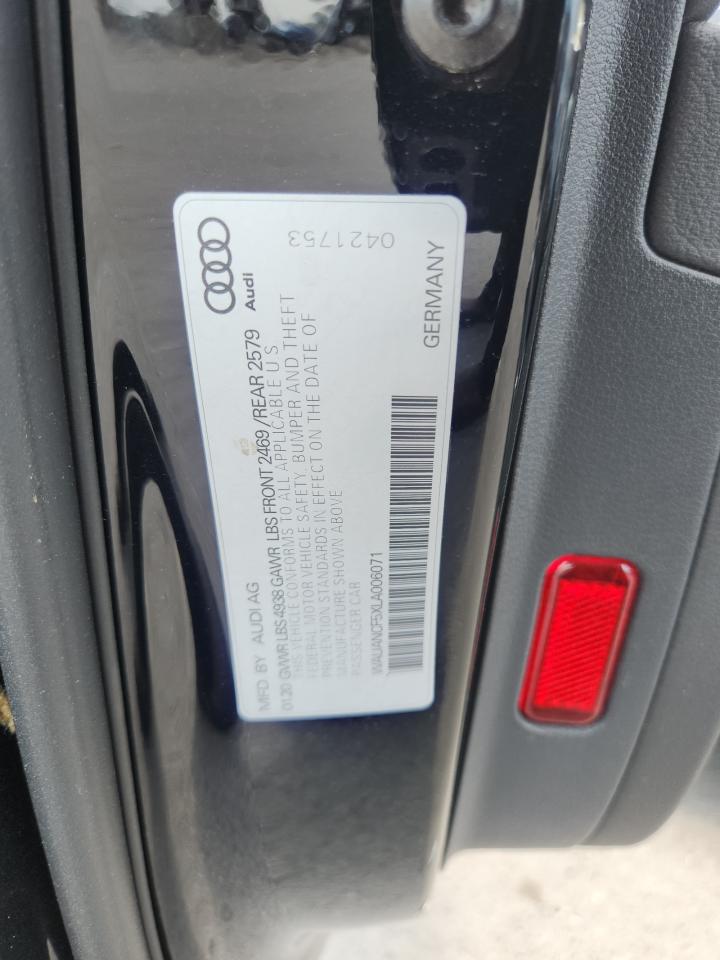 Audi
0421753
MFD BY AUDI AG
01.20 GVWR LBS 4938 GAWR LBS FRONT 2469 /REAR 2579
THIS VEHICLE CONFORMS TO ALL APPLICABLE U S
FEDERAL MOTOR VEHICLE SAFETY, BUMPER AND THEFT
PREVENTION STANDARDS IN EFFECT ON THE DATE OF
MANUFACTURE SHOWN ABOVE
PASSENGER CAR
WAUANCF5XLA006071
GERMANY